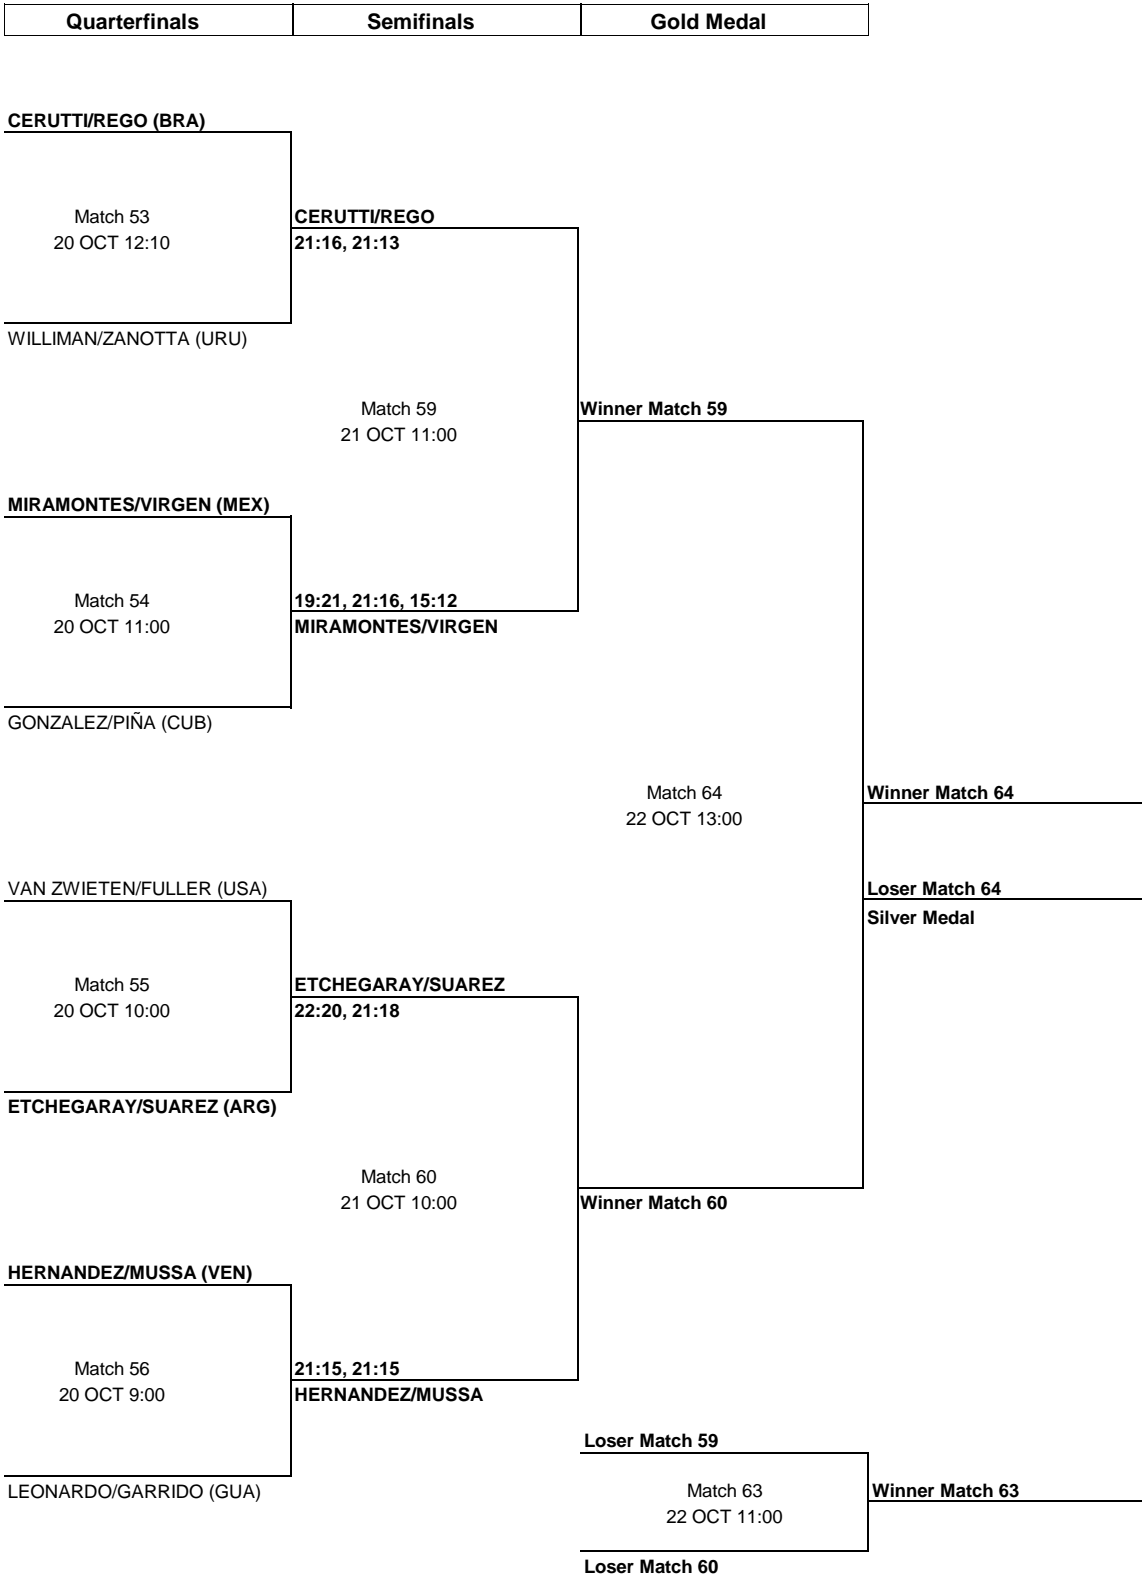 Quarterfinals Semifinals Gold Medal
CERUTTI/REGO (BRA)
Match 53 CERUTTI/REGO
20 OCT 12:10 21:16, 21:13
WILLIMAN/ZANOTTA (URU)
Match 59 Winner Match 59
21 OCT 11:00
MIRAMONTES/VIRGEN (MEX)
Match 54 19:21, 21:16, 15:12
20 OCT 11:00 MIRAMONTES/VIRGEN
GONZALEZ/PIÑA (CUB)
Match 64 Winner Match 64
22 OCT 13:00
VAN ZWIETEN/FULLER (USA) Loser Match 64
Silver Medal
Match 55 ETCHEGARAY/SUAREZ
20 OCT 10:00 22:20, 21:18
ETCHEGARAY/SUAREZ (ARG)
Match 60
21 OCT 10:00 Winner Match 60
HERNANDEZ/MUSSA (VEN)
Match 56 21:15, 21:15
20 OCT 9:00 HERNANDEZ/MUSSA
Loser Match 59
LEONARDO/GARRIDO (GUA) Match 63 Winner Match 63
22 OCT 11:00
Loser Match 60